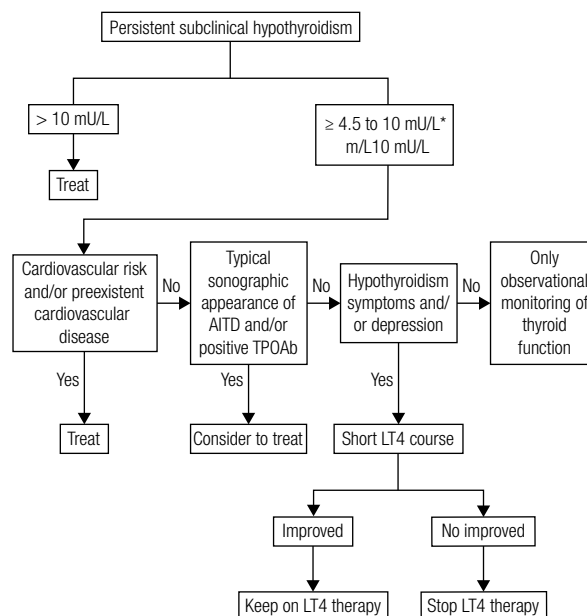 Persistent subclinical hypothyroidism
> 10 mU/L
≥ 4.5 to 10 mU/L*
m/L10 mU/L
Treat
Cardiovascular risk
and/or preexistent
cardiovascular
disease
No
Typical
sonographic
appearance of
AITD and/or
positive TPOAb
No
Hypothyroidism
symptoms and/
or depression
No
Only
observational
monitoring of
thyroid
function
Yes
Yes
Yes
Treat
Consider to treat
Short LT4 course
Improved
No improved
Keep on LT4 therapy
Stop LT4 therapy